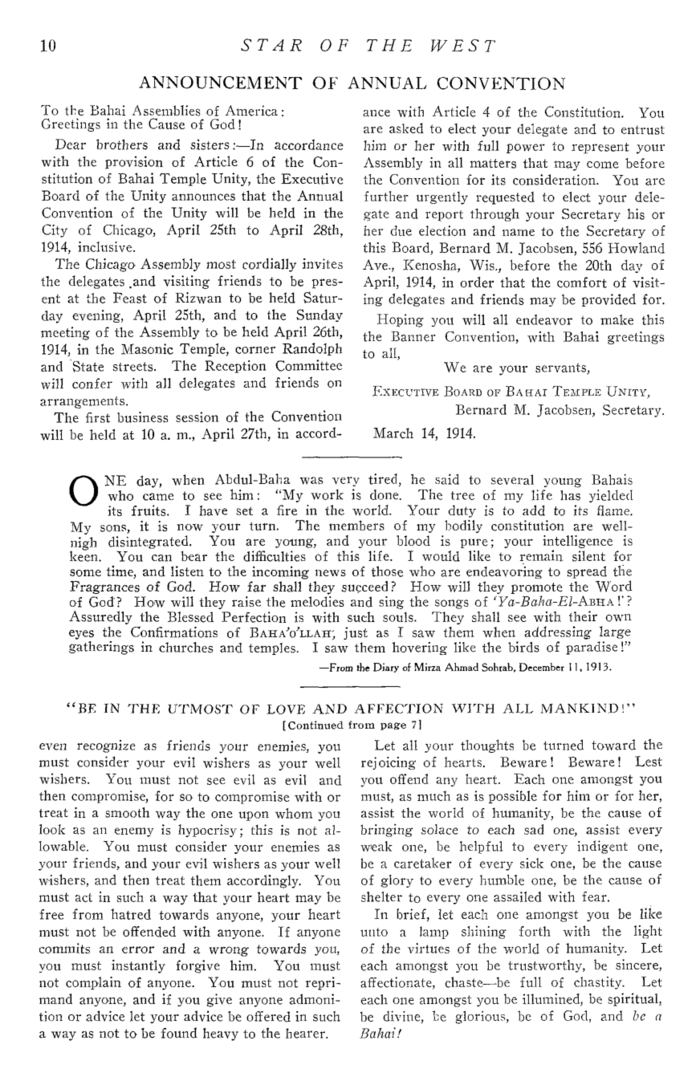 10
STAR OF THE WEST
ANNOUNCEMENT OF ANNUAL CONVENTION
To the Bahai Assemblies of America:
Greetings in the Cause of God!
Dear brothers and sisters:—In accordance
with the provision of Article 6 of the Con-
stitution of Bahai Temple Unity, the Executive
Board of the Unity announces that the Annual
Convention of the Unity will be held in the
City of Chicago, April 25th to April 28th,
1914, inclusive.
The Chicago Assembly most cordially invites
the delegates and visiting friends to be pres-
ent at the Feast of Rizwan to be held Satur-
day evening, April 25th, and to the Sunday
meeting of the Assembly to be held April 26th,
1914, in the Masonic Temple, corner Randolph
and State streets. The Reception Committee
will confer with all delegates and friends on
arrangements.
The first business session of the Convention
will be held at 10 a. m., April 27th, in accord-
ance with Article 4 of the Constitution. You
are asked to elect your delegate and to entrust
him or her with full power to represent your
Assembly in all matters that may come before
the Convention for its consideration. You are
further urgently requested to elect your dele-
gate and report through your Secretary his or
her due election and name to the Secretary of
this Board, Bernard M. Jacobsen, 556 Howland
Ave., Kenosha, Wis., before the 20th day of
April, 1914, in order that the comfort of visit-
ing delegates and friends may be provided for.
Hoping you will all endeavor to make this
the Banner Convention, with Bahai greetings
to all,
We are your servants,
EXECUTIVE BOARD OF BAHAI TEMPLE UNITY,
Bernard M. Jacobsen, Secretary.
March 14, 1914.
ONE day, when Abdul-Baha was very tired, he said to several young Bahais
who came to see him: "My work is done. The tree of my life has yielded
its fruits. I have set a fire in the world. Your duty is to add to its flame.
My sons, it is now your turn. The members of my bodily constitution are well-
nigh disintegrated. You are young, and your blood is pure; your intelligence is
keen. You can bear the difficulties of this life. I would like to remain silent for
some time, and listen to the incoming news of those who are endeavoring to spread the
Fragrances of God. How far shall they succeed? How will they promote the Word
of God? How will they raise the melodies and sing the songs of 'Ya-Baha-El-ABHA!'?
Assuredly the Blessed Perfection is with such souls. They shall see with their own
eyes the Confirmations of BAHA'O'LLAH, just as I saw them when addressing large
gatherings in churches and temples. I saw them hovering like the birds of paradise!"
—From the Diary of Mirza Ahmad Sohrab, December 11, 1913.
"BE IN THE UTMOST OF LOVE AND AFFECTION WITH ALL MANKIND!"
[Continued from page 7]
even recognize as friends your enemies, you
must consider your evil wishers as your well
wishers. You must not see evil as evil and
then compromise, for so to compromise with or
treat in a smooth way the one upon whom you
look as an enemy is hypocrisy; this is not al-
lowable. You must consider your enemies as
your friends, and your evil wishers as your well
wishers, and then treat them accordingly. You
must act in such a way that your heart may be
free from hatred towards anyone, your heart
must not be offended with anyone. If anyone
commits an error and a wrong towards you,
you must instantly forgive him. You must
not complain of anyone. You must not repri-
mand anyone, and if you give anyone admoni-
tion or advice let your advice be offered in such
a way as not to be found heavy to the hearer.
Let all your thoughts be turned toward the
rejoicing of hearts. Beware! Beware! Lest
you offend any heart. Each one amongst you
must, as much as is possible for him or for her,
assist the world of humanity, be the cause of
bringing solace to each sad one, assist every
weak one, be helpful to every indigent one,
be a caretaker of every sick one, be the cause
of glory to every humble one, be the cause of
shelter to every one assailed with fear.
In brief, let each one amongst you be like
unto a lamp shining forth with the light
of the virtues of the world of humanity. Let
each amongst you be trustworthy, be sincere,
affectionate, chaste—be full of chastity. Let
each one amongst you be illumined, be spiritual,
be divine, be glorious, be of God, and be a
Bahai!